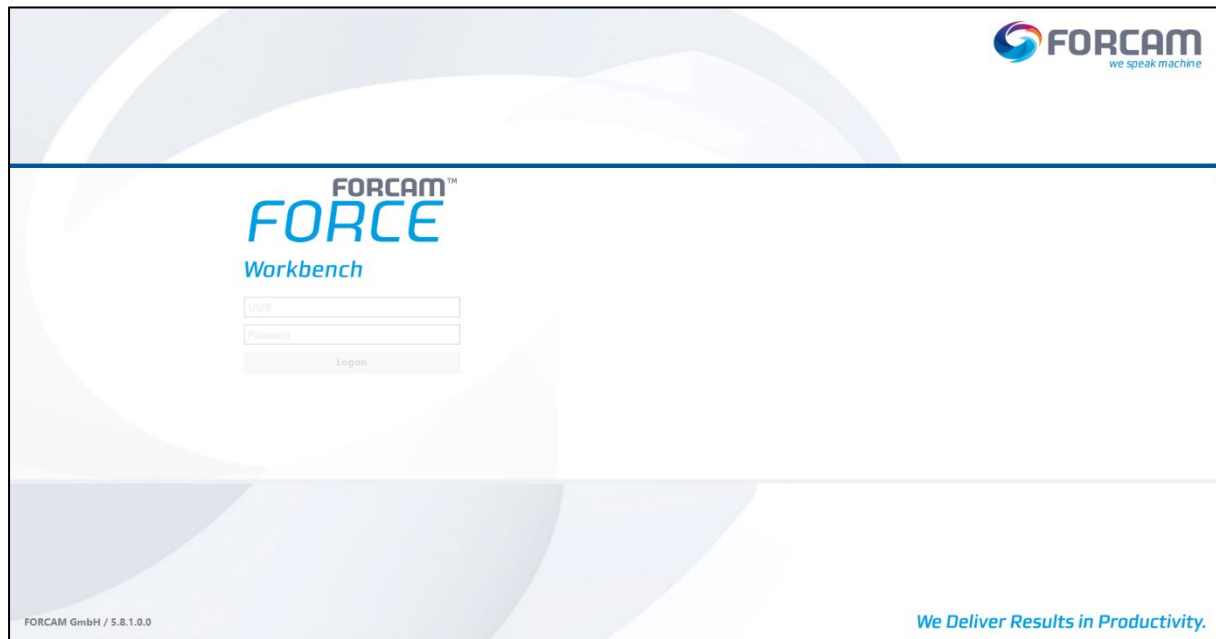 FORCAM
we speak machine
FORCAM™
FORCE
Workbench
USER
Password
Logon
FORCAM GmbH / 5.8.1.0.0
We Deliver Results in Productivity.